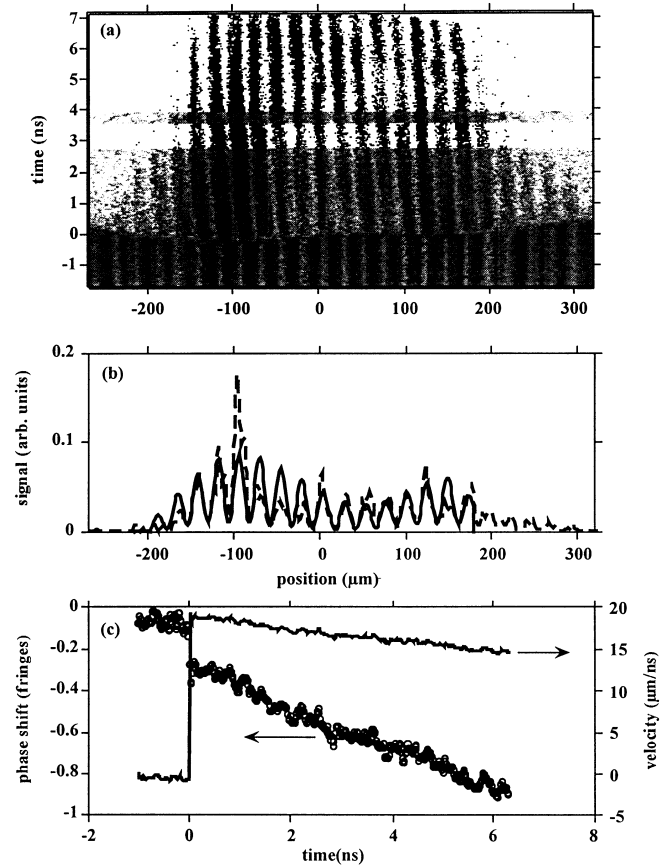 (a)
time (ns)
7
6
5
4
3
2
1
0
-1
-200 -100 0 100 200 300
(b)
signal (arb. units)
0.2
0.1
0
-200 -100 0 100 200 300
position (μm)
(c)
phase shift (fringes)
0
-0.2
-0.4
-0.6
-0.8
-1
velocity (μm/ns)
20
15
10
5
0
-5
-2 0 2 4 6 8
time(ns)